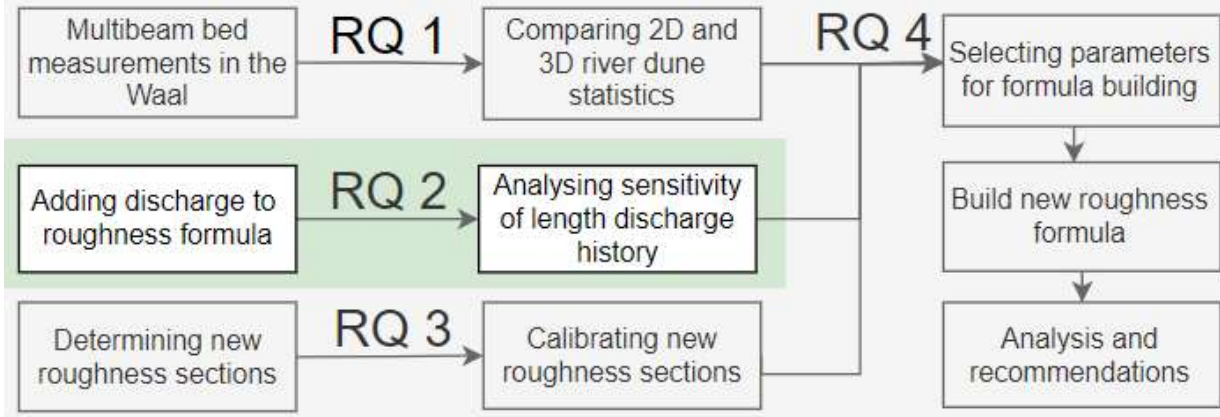 Multibeam bed
measurements in the
Waal
RQ 1
Comparing 2D and
3D river dune
statistics
RQ 4
Selecting parameters
for formula building
Adding discharge to
roughness formula
RQ 2
Analysing sensitivity
of length discharge
history
Build new roughness
formula
Determining new
roughness sections
RQ 3
Calibrating new
roughness sections
Analysis and
recommendations